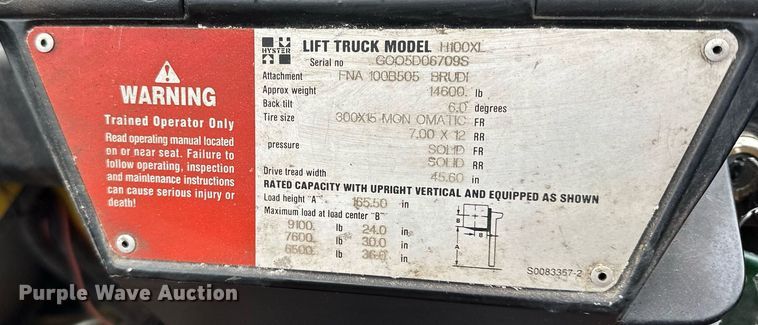 WARNING
Trained Operator Only
Read operating manual located
on or near seat. Failure to
follow operating, inspection
and maintenance instructions
can cause serious injury or
death!
HYSTER
LIFT TRUCK MODEL H100XL
Serial no GOO5D06709S
Attachment FNA 100B505 BRUDI
Approx weight 14600. lb
Back tilt 6.0 degrees
Tire size 300X15 MON OMATIC FR
7.00 X 12 RR
pressure SOLID FR
SOLID RR
Drive tread width 45.60 in
RATED CAPACITY WITH UPRIGHT VERTICAL AND EQUIPPED AS SHOWN
Load height "A" 165.50 in
Maximum load at load center "B"
9100. lb 24.0 in
7600. lb 30.0 in
6500. lb 36.0 in
B
B
A
S0083357-2
Purple Wave Auction